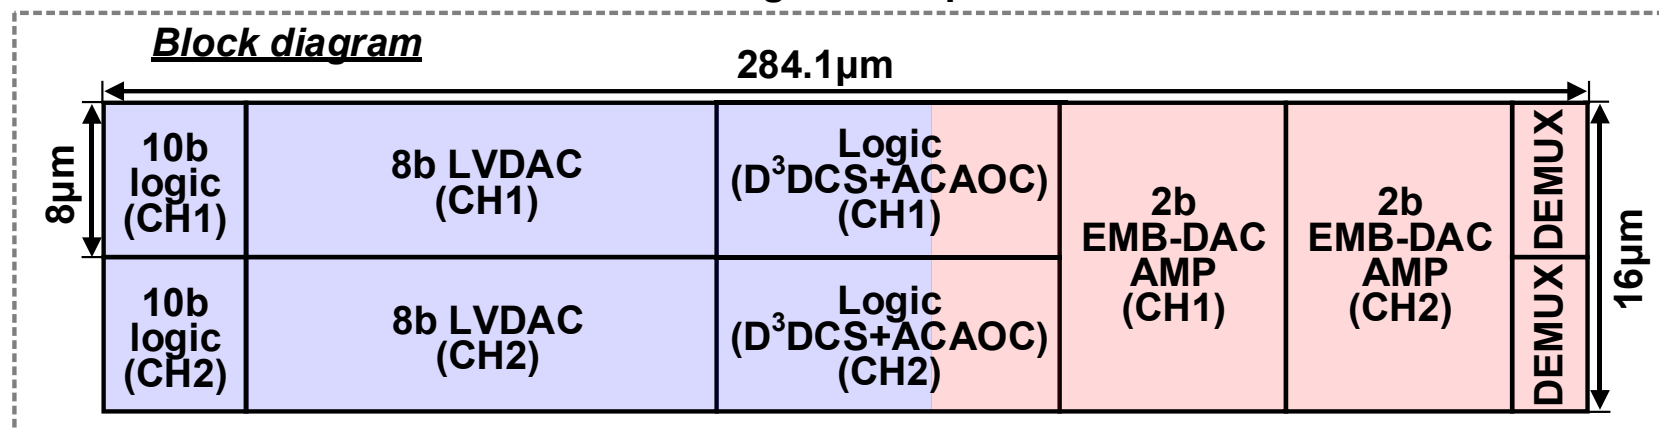 Block diagram
284.1μm
8μm
10b
logic
(CH1)
8b LVDAC
(CH1)
Logic
(D³DCS+ACAOC)
(CH1)
2b
EMB-DAC
AMP
(CH1)
2b
EMB-DAC
AMP
(CH2)
DEMUX
16μm
10b
logic
(CH2)
8b LVDAC
(CH2)
Logic
(D³DCS+ACAOC)
(CH2)
DEMUX